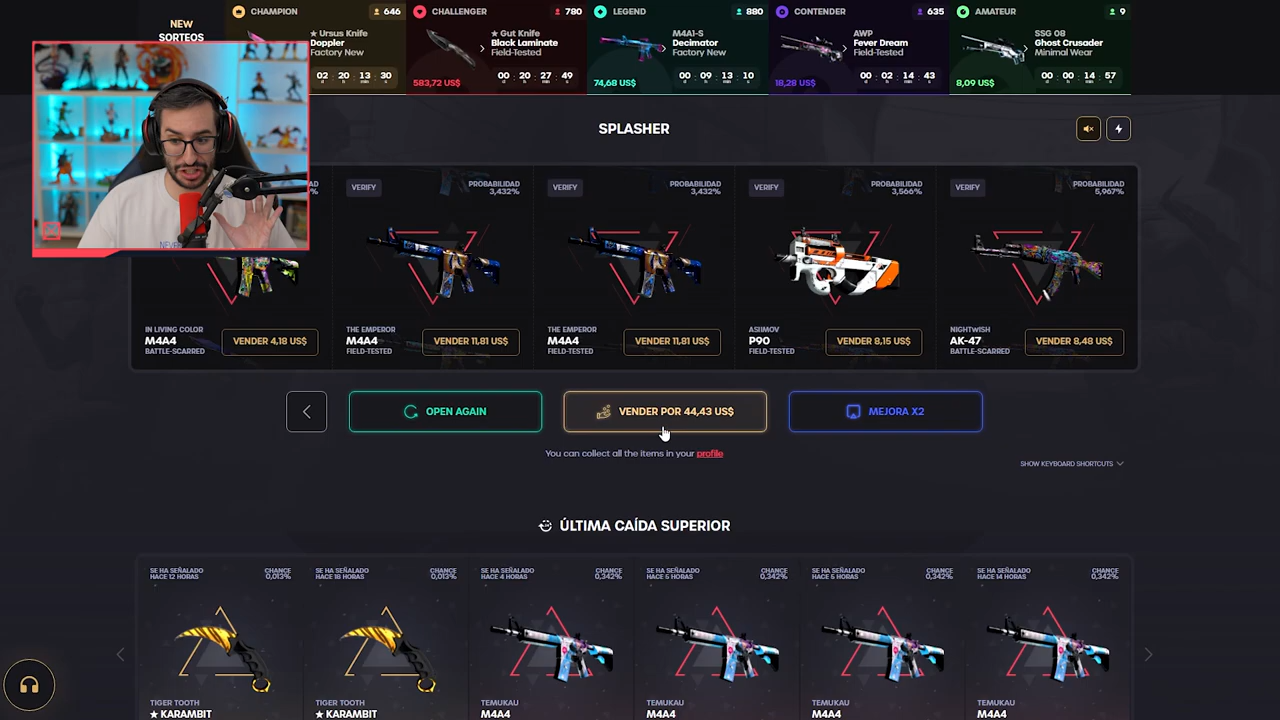 NEW
SORTEOS
CHAMPION
646
★ Ursus Knife
Doppler
Factory New
02 : 20 : 13 : 30
CHALLENGER
780
★ Gut Knife
Black Laminate
Field-Tested
583,72 US$
00 : 20 : 27 : 49
LEGEND
880
M4A1-S
Decimator
Factory New
74,68 US$
00 : 09 : 13 : 10
CONTENDER
635
AWP
Fever Dream
Factory New
18,28 US$
00 : 02 : 14 : 43
AMATEUR
9
SSG 08
Ghost Crusader
Minimal Wear
8,09 US$
00 : 00 : 14 : 57
SPLASHER
IN LIVING COLOR
M4A4
BATTLE-SCARRED
VENDER 4,18 US$
VERIFY
PROBABILIDAD
3,432%
THE EMPEROR
M4A4
FIELD-TESTED
VENDER 11,81 US$
VERIFY
PROBABILIDAD
3,432%
THE EMPEROR
M4A4
FIELD-TESTED
VENDER 11,81 US$
VERIFY
PROBABILIDAD
3,566%
ASIIMOV
P90
FIELD-TESTED
VENDER 8,15 US$
VERIFY
PROBABILIDAD
5,967%
NIGHTWISH
AK-47
BATTLE-SCARRED
VENDER 8,48 US$
OPEN AGAIN
VENDER POR 44,43 US$
MEJORA X2
You can collect all the items in your profile
SHOW KEYBOARD SHORTCUTS
ÚLTIMA CAÍDA SUPERIOR
SE HA SEÑALADO
HACE 12 HORAS
CHANCE
0,013%
TIGER TOOTH
★ KARAMBIT
SE HA SEÑALADO
HACE 18 HORAS
CHANCE
0,013%
TIGER TOOTH
★ KARAMBIT
SE HA SEÑALADO
HACE 4 HORAS
CHANCE
0,342%
TEMUKAU
M4A4
SE HA SEÑALADO
HACE 5 HORAS
CHANCE
0,342%
TEMUKAU
M4A4
SE HA SEÑALADO
HACE 5 HORAS
CHANCE
0,342%
TEMUKAU
M4A4
SE HA SEÑALADO
HACE 14 HORAS
CHANCE
0,342%
TEMUKAU
M4A4